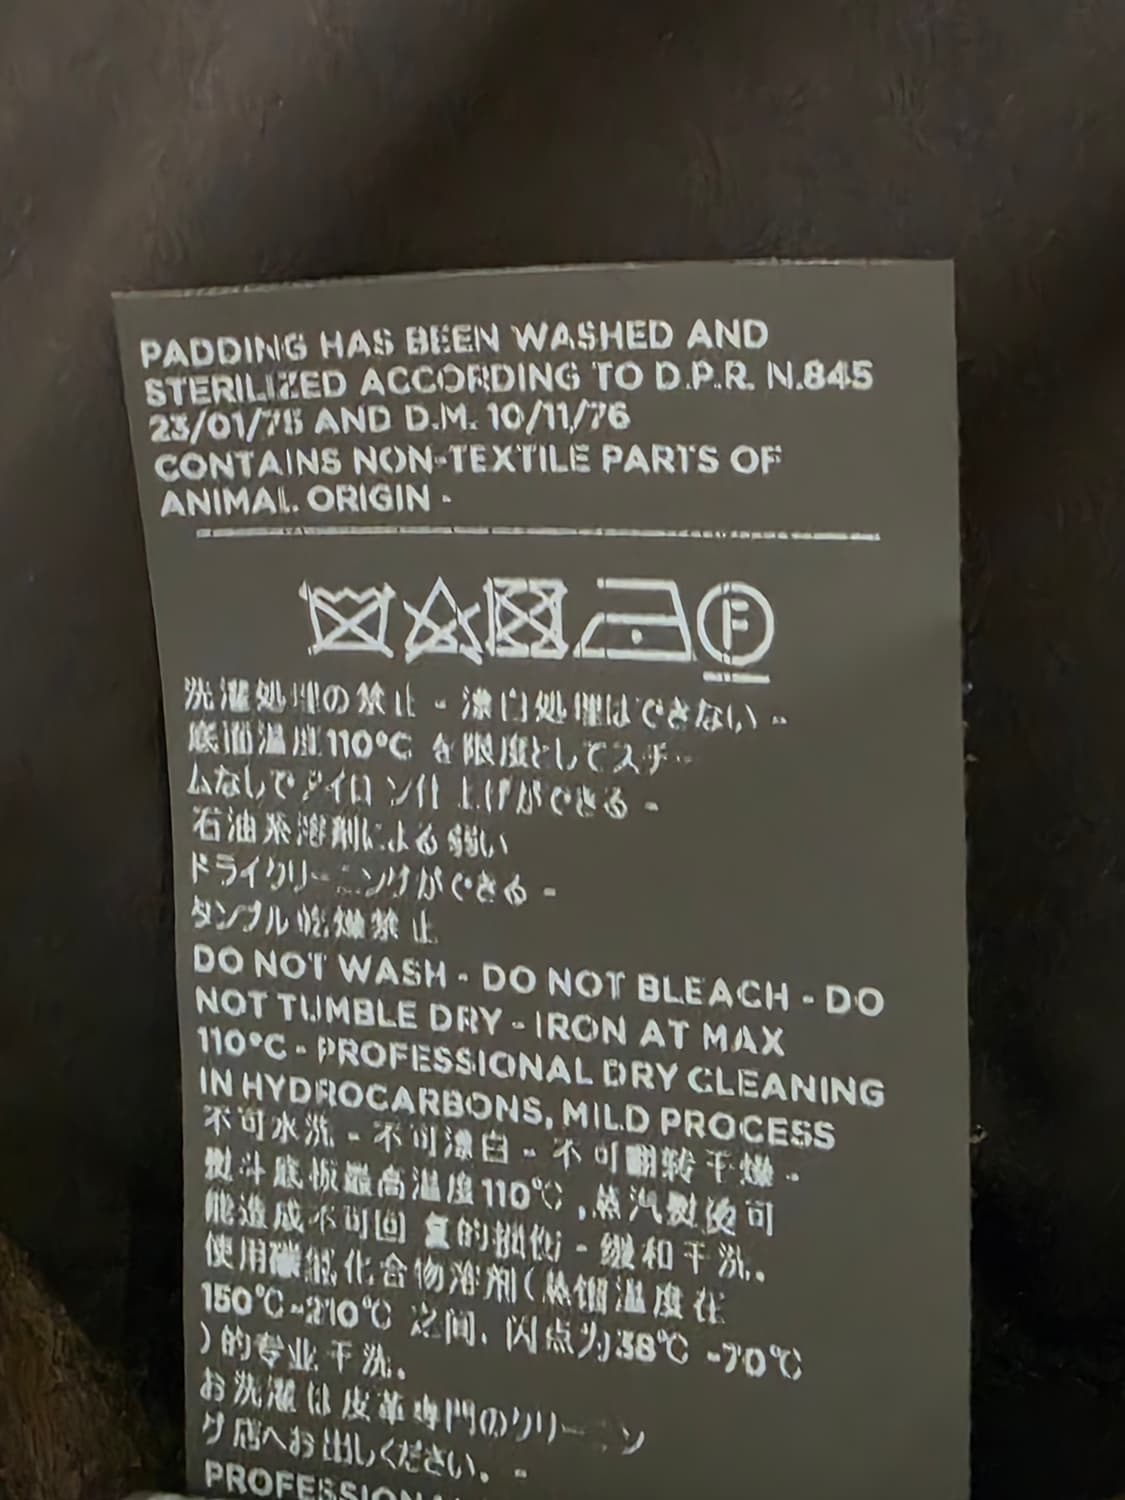 PADDING HAS BEEN WASHED AND
STERILIZED ACCORDING TO D.P.R. N.845
23/01/75 AND D.M. 10/11/76
CONTAINS NON-TEXTILE PARTS OF
ANIMAL ORIGIN -
F
洗濯処理の禁止 - 漂白処理はできない -
底面温度110°C を限度としてスチー
ムなしでアイロン仕上げができる -
石油系溶剤による弱い
ドライクリーニングができる -
タンブル乾燥禁止
DO NOT WASH - DO NOT BLEACH - DO
NOT TUMBLE DRY - IRON AT MAX
110°C - PROFESSIONAL DRY CLEANING
IN HYDROCARBONS, MILD PROCESS
不可水洗 - 不可漂白 - 不可翻转干燥 -
熨斗底板最高温度110℃ ,蒸汽熨烫可
能造成不可回复的损伤 - 缓和干洗。
使用碳氢化合物溶剂(蒸馏温度在
150℃-210℃ 之间, 闪点为38℃ -70℃
)的专业干洗。
お洗濯は皮革専門のクリーニン
グ店へお出しください。 -